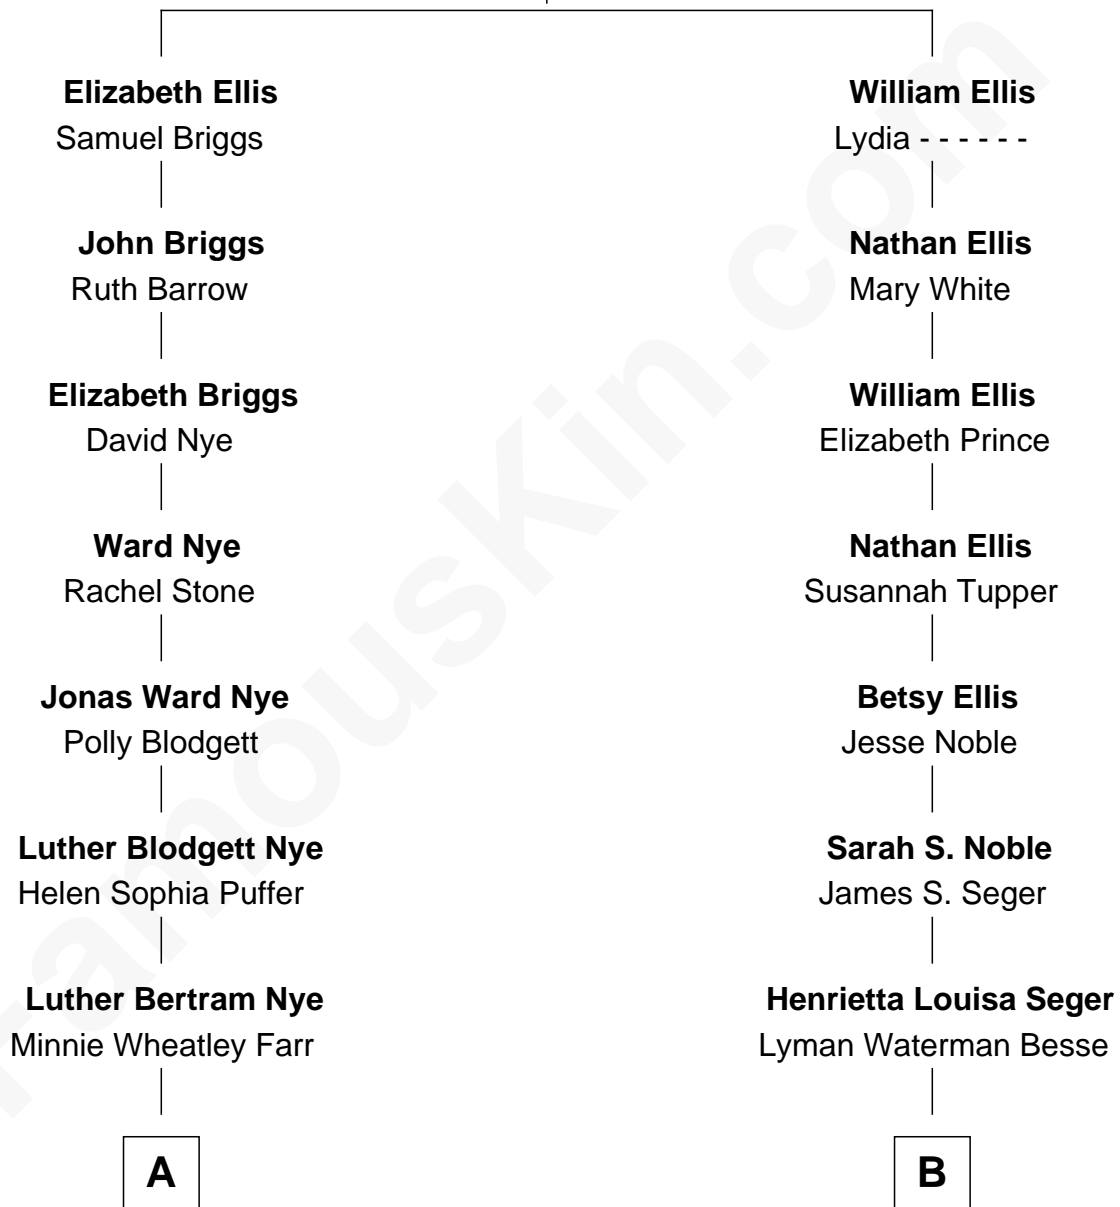 Elizabeth Ellis
Samuel Briggs
John Briggs
Ruth Barrow
Elizabeth Briggs
David Nye
Ward Nye
Rachel Stone
Jonas Ward Nye
Polly Blodgett
Luther Blodgett Nye
Helen Sophia Puffer
Luther Bertram Nye
Minnie Wheatley Farr
A
William Ellis
Lydia - - - - - -
Nathan Ellis
Mary White
William Ellis
Elizabeth Prince
Nathan Ellis
Susannah Tupper
Betsy Ellis
Jesse Noble
Sarah S. Noble
James S. Seger
Henrietta Louisa Seger
Lyman Waterman Besse
B
FamousKin.com